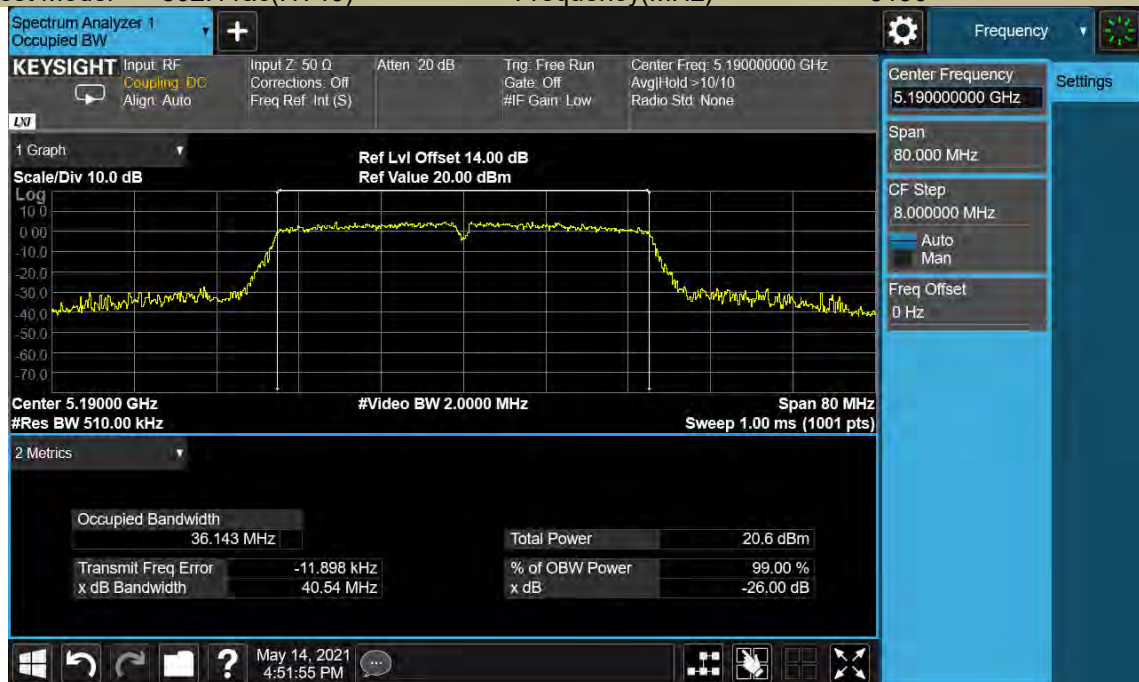 Spectrum Analyzer 1
Occupied BW
+
Frequency
KEYSIGHT
Input: RF
Coupling: DC
Align: Auto
Input Z: 50 Ω
Corrections: Off
Freq Ref: Int (S)
Atten: 20 dB
Trig: Free Run
Gate: Off
#IF Gain: Low
Center Freq: 5.190000000 GHz
Avg|Hold:>10/10
Radio Std: None
LXI
1 Graph
Scale/Div 10.0 dB
Ref Lvl Offset 14.00 dB
Ref Value 20.00 dBm
Log
10.0
0.00
-10.0
-20.0
-30.0
-40.0
-50.0
-60.0
-70.0
Center 5.19000 GHz
#Video BW 2.0000 MHz
Span 80 MHz
#Res BW 510.00 kHz
Sweep 1.00 ms (1001 pts)
2 Metrics
Occupied Bandwidth
36.143 MHz
Total Power 20.6 dBm
Transmit Freq Error -11.898 kHz
% of OBW Power 99.00 %
x dB Bandwidth 40.54 MHz
x dB -26.00 dB
May 14, 2021
4:51:55 PM
Center Frequency
5.190000000 GHz
Settings
Span
80.000 MHz
CF Step
8.000000 MHz
Auto
Man
Freq Offset
0 Hz